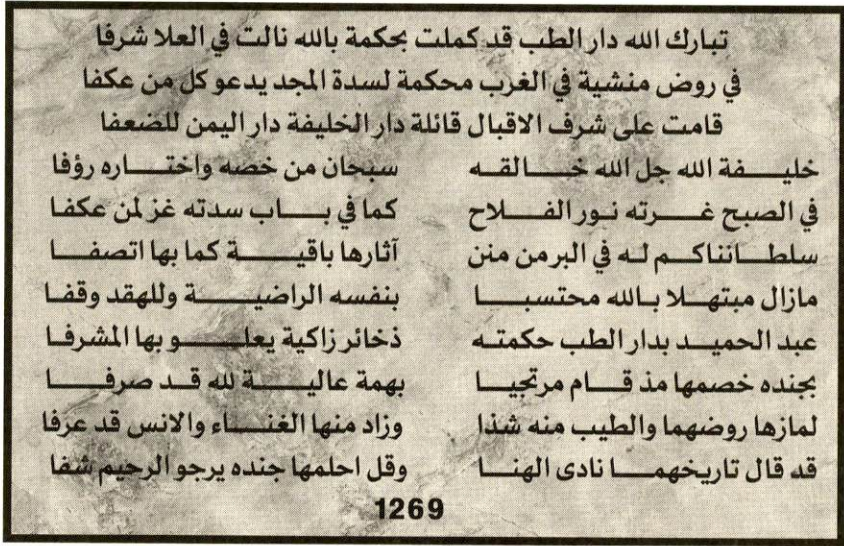 تبارك الله دار الطب قد كملت بحكمة بالله نالت في العلا شرفا
في روض منشية في الغرب محكمة لسدة المجد يدعو كل من عكفا
قامت على شرف الاقبال قائلة دار الخليفة دار اليمن للضعفا
خليفة الله جل الله خالقه سبحان من خصه واختاره رؤفا
في الصبح غرته نور الفلاح كما في باب سدته غز لمن عكفا
سلطانناكم له في البر من منن آثارها باقية كما بها اتصفا
مازال مبتهلا بالله محتسبا بنفسه الراضية وللهقد وقفا
عبد الحميد بدار الطب حكمته ذخائر زاكية يعلو بها المشرفا
بجنده خصمها مذ قام مرتجيا بهمة عالية لله قد صرفا
لمازها روضهما والطيب منه شذا وزاد منها الغناء والانس قد عرفا
قد قال تاريخهما نادى الهنا وقل احلمها جنده يرجو الرحيم شفا
1269